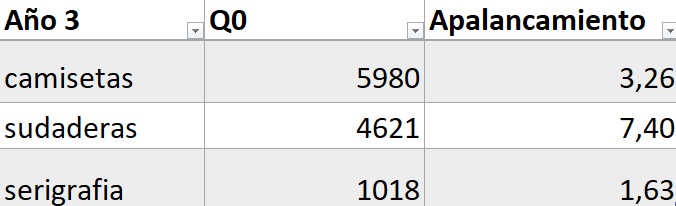 Año 3 Q0 Apalancamiento
camisetas 5980 3,26
sudaderas 4621 7,40
serigrafia 1018 1,63